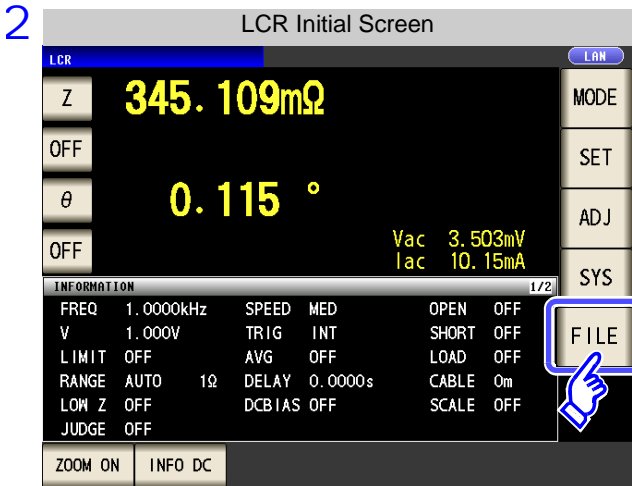 2
LCR Initial Screen
LCR
LAN
Z
345.109mΩ
MODE
OFF
SET
θ
0.115 °
ADJ
OFF
Vac 3.503mV
Iac 10.15mA
SYS
INFORMATION 1/2
FREQ 1.0000kHz SPEED MED OPEN OFF
V 1.000V TRIG INT SHORT OFF
LIMIT OFF AVG OFF LOAD OFF
RANGE AUTO 1Ω DELAY 0.0000s CABLE 0m
LOW Z OFF DCBIAS OFF SCALE OFF
JUDGE OFF
FILE
ZOOM ON INFO DC